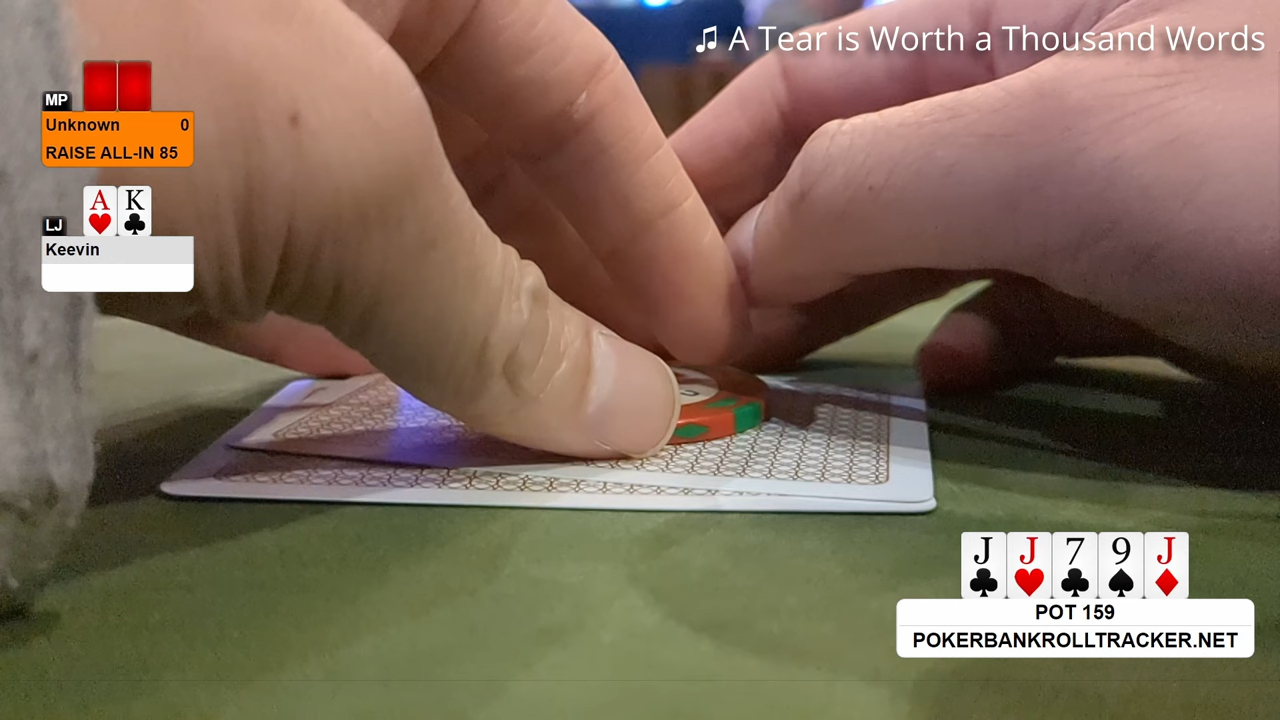 ♫ A Tear is Worth a Thousand Words
MP
Unknown 0
RAISE ALL-IN 85
A K
LJ
Keevin
J J 7 9 J
POT 159
POKERBANKROLLTRACKER.NET